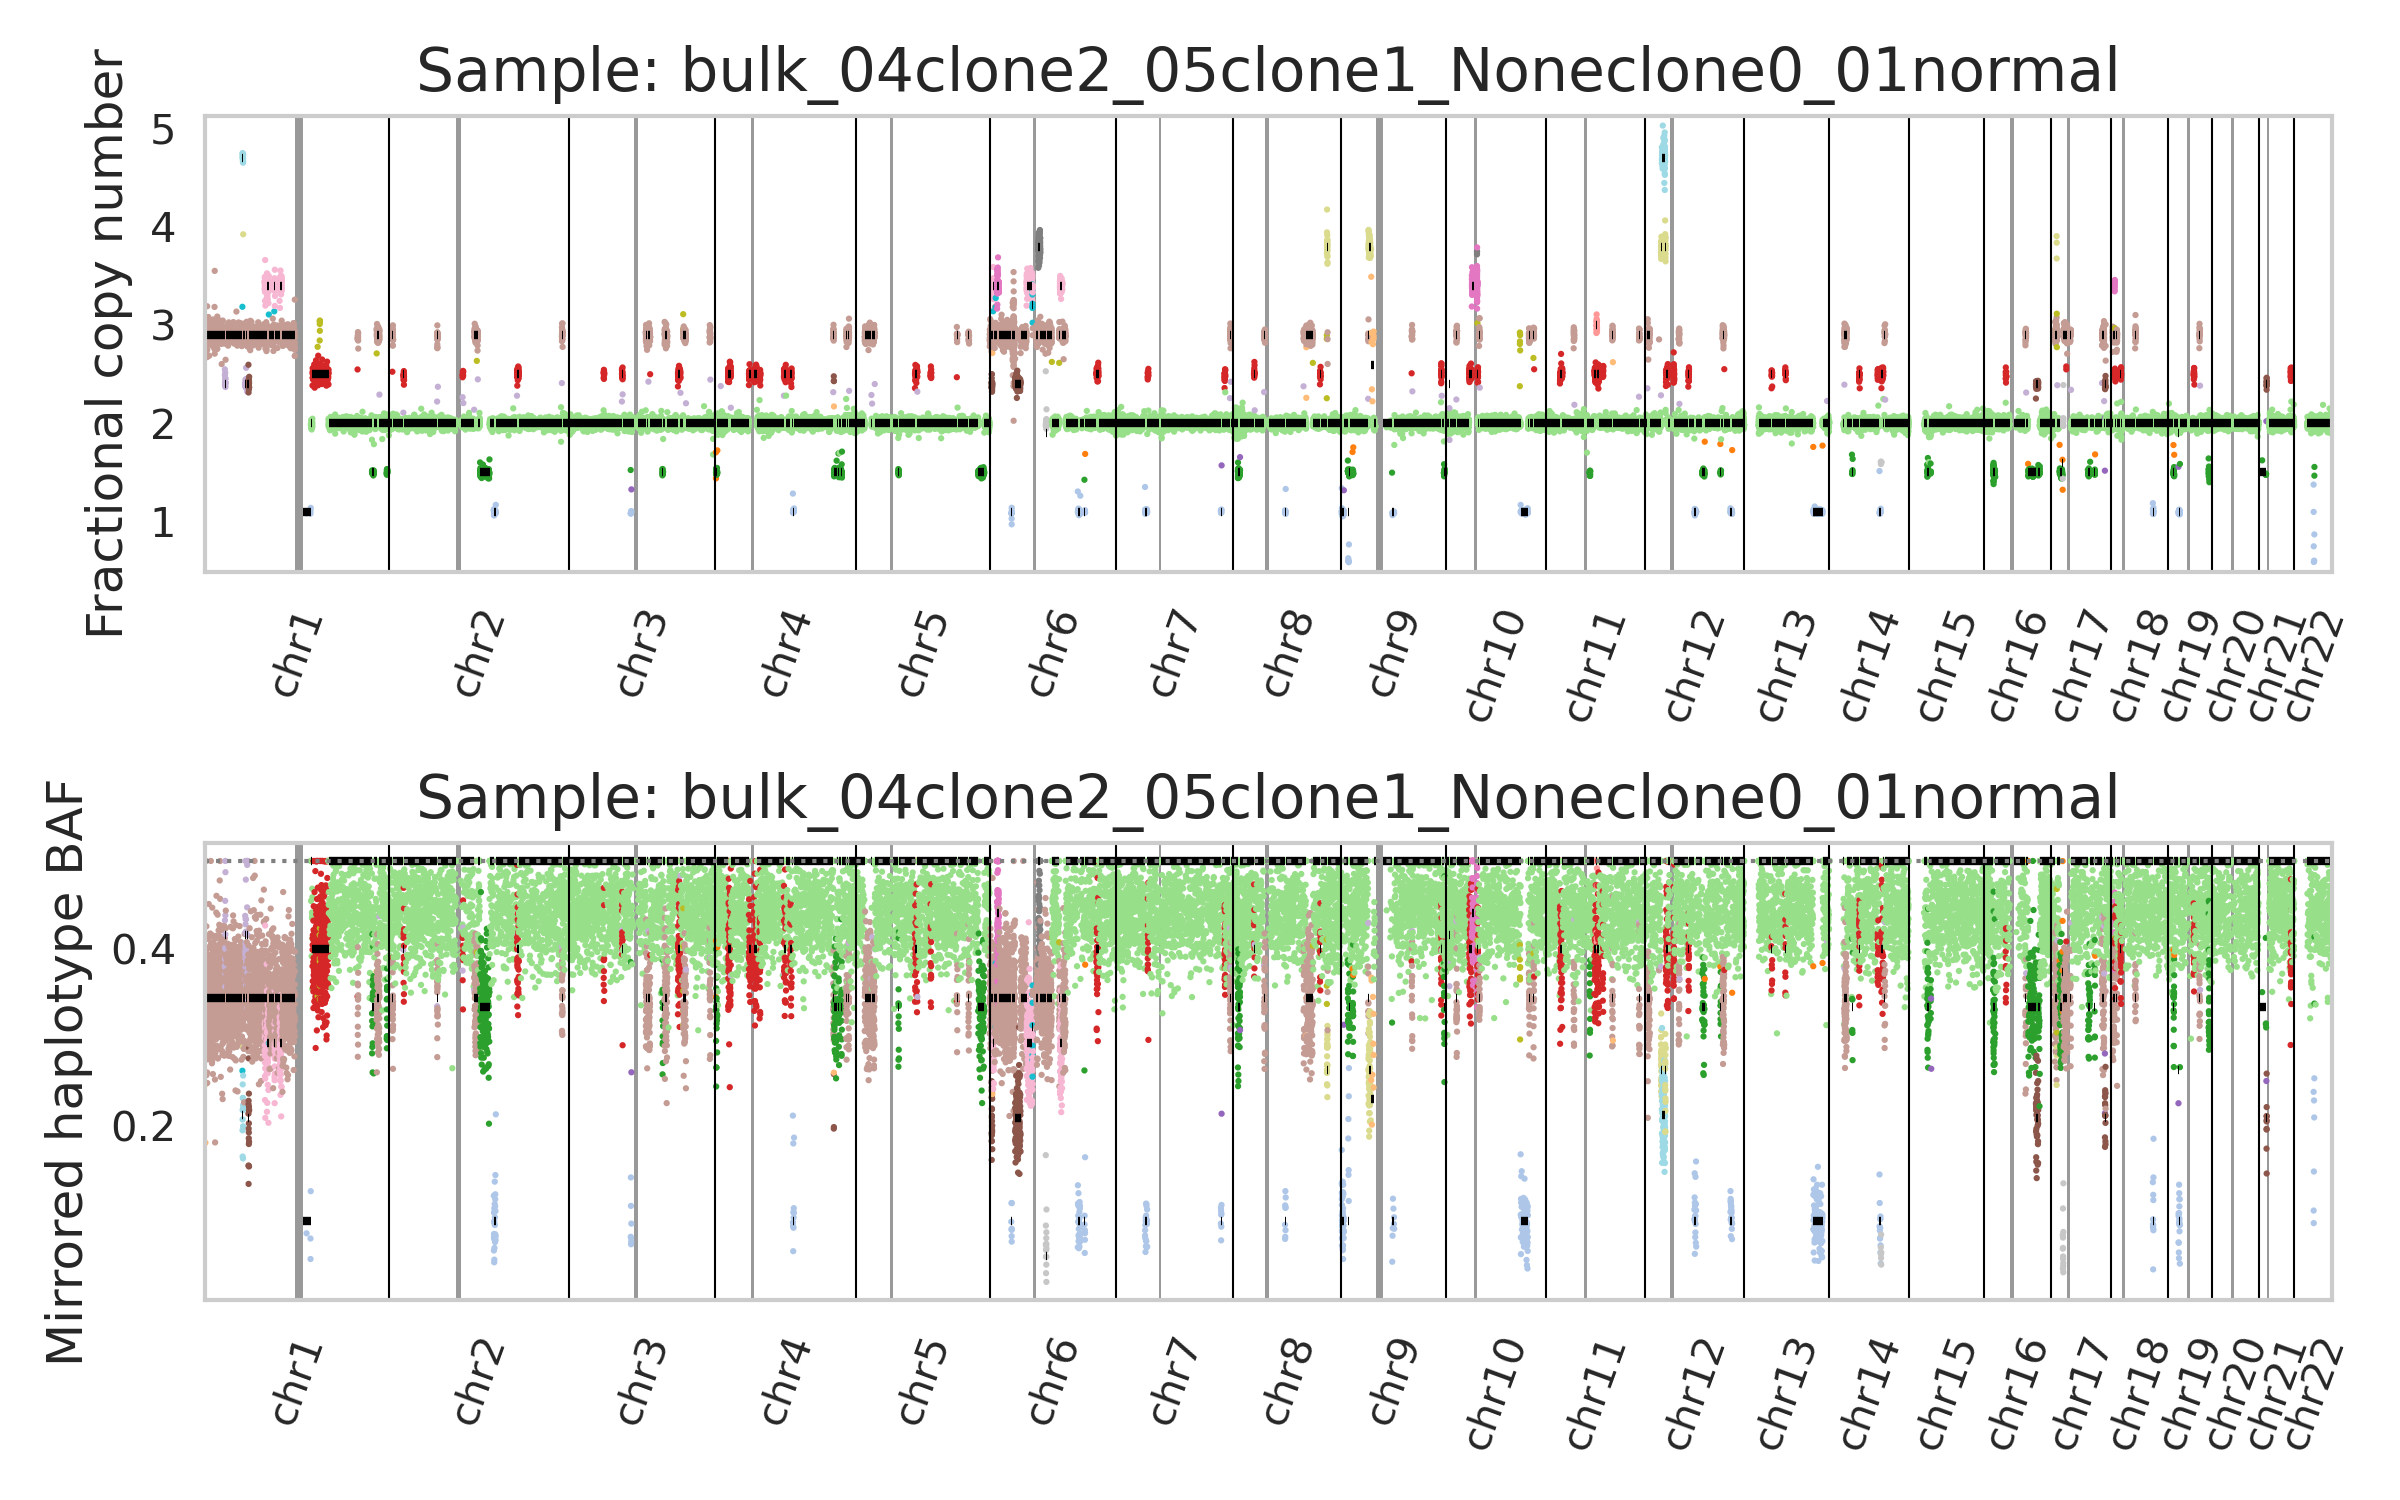 Sample: bulk_04clone2_05clone1_Noneclone0_01normal
Fractional copy number
5
4
3
2
1
chr1 chr2 chr3 chr4 chr5 chr6 chr7 chr8 chr9 chr10 chr11 chr12 chr13 chr14 chr15 chr16 chr17 chr18 chr19 chr20 chr21 chr22
Sample: bulk_04clone2_05clone1_Noneclone0_01normal
Mirrored haplotype BAF
0.4
0.2
chr1 chr2 chr3 chr4 chr5 chr6 chr7 chr8 chr9 chr10 chr11 chr12 chr13 chr14 chr15 chr16 chr17 chr18 chr19 chr20 chr21 chr22